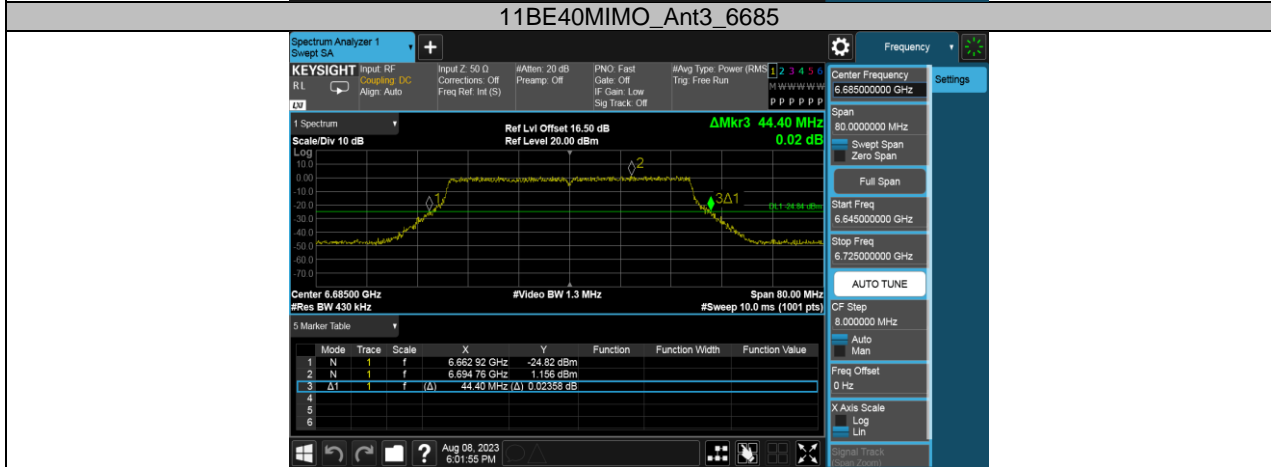 11BE40MIMO_Ant3_6685
Spectrum Analyzer 1
Swept SA
+
Frequency
KEYSIGHT Input: RF Input Z: 50 Ω #Atten: 20 dB PNO: Fast #Avg Type: Power (RMS 1 2 3 4 5 6
RL Coupling: DC Corrections: Off Preamp: Off Gate: Off Trig: Free Run M W W W W W
Align: Auto Freq Ref: Int (S) IF Gain: Low
LXI Sig Track: Off P P P P P P
Center Frequency
6.685000000 GHz
Settings
Span
80.0000000 MHz
Swept Span
Zero Span
Full Span
Start Freq
6.645000000 GHz
Stop Freq
6.725000000 GHz
AUTO TUNE
CF Step
8.000000 MHz
Auto
Man
Freq Offset
0 Hz
X Axis Scale
Log
Lin
Signal Track
(Span Zoom)
1 Spectrum
Ref Lvl Offset 16.50 dB ΔMkr3 44.40 MHz
Scale/Div 10 dB Ref Level 20.00 dBm 0.02 dB
Log
10.0
0.00
-10.0
-20.0
-30.0
-40.0
-50.0
-60.0
-70.0
1
2
3Δ1
DL1 -24.84 dBm
Center 6.68500 GHz #Video BW 1.3 MHz Span 80.00 MHz
#Res BW 430 kHz #Sweep 10.0 ms (1001 pts)
5 Marker Table
Mode Trace Scale X Y Function Function Width Function Value
1 N 1 f 6.662 92 GHz -24.82 dBm
2 N 1 f 6.694 76 GHz 1.156 dBm
3 Δ1 1 f (Δ) 44.40 MHz (Δ) 0.02358 dB
4
5
6
? Aug 08, 2023
6:01:55 PM